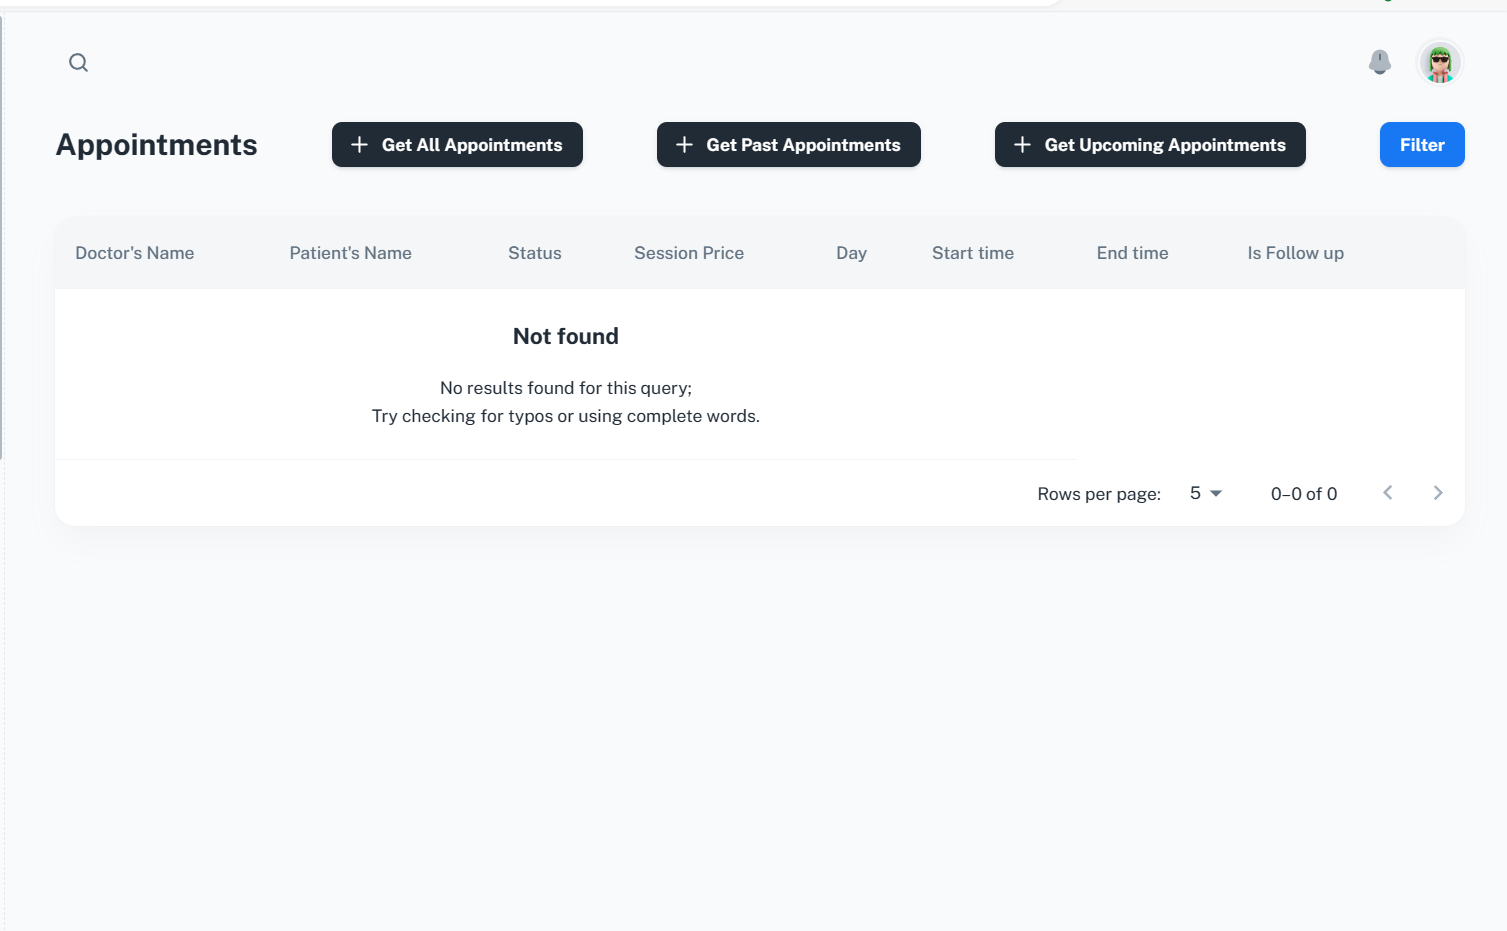 Appointments
Get All Appointments
Get Past Appointments
Get Upcoming Appointments
Filter
Doctor's Name Patient's Name Status Session Price Day Start time End time Is Follow up
Not found
No results found for this query;
Try checking for typos or using complete words.
Rows per page: 5 0–0 of 0